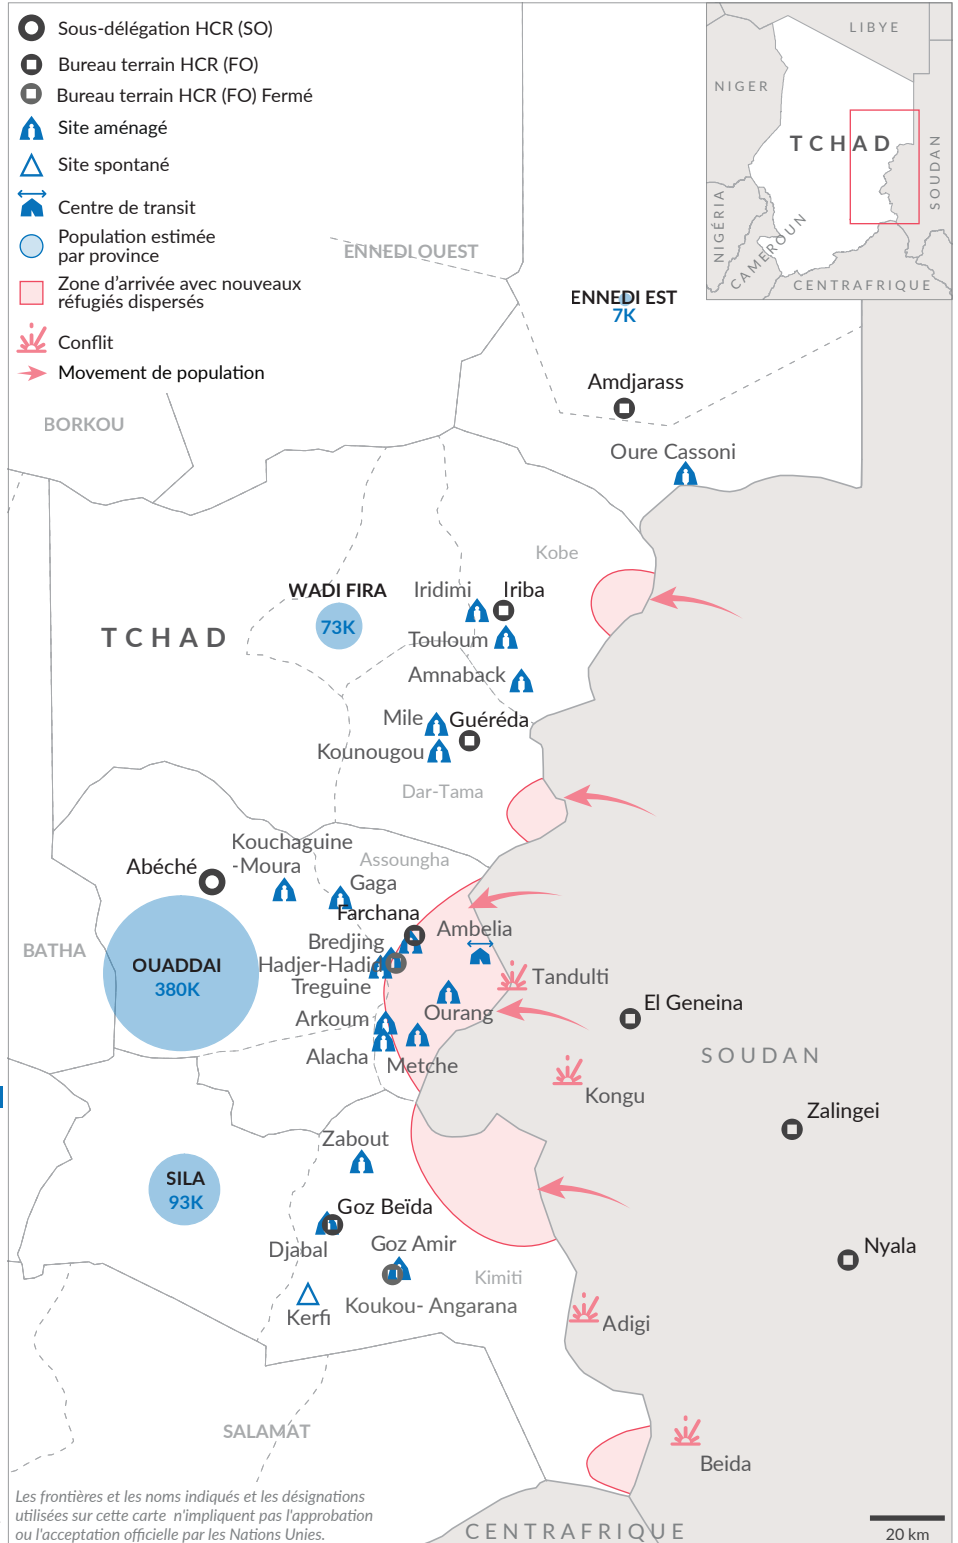 Sous-délégation HCR (SO)
Bureau terrain HCR (FO)
Bureau terrain HCR (FO) Fermé
Site aménagé
Site spontané
Centre de transit
Population estimée
par province
Zone d'arrivée avec nouveaux
réfugiés dispersés
Conflit
Movement de population
LIBYE
NIGER
TCHAD
SOUDAN
NIGÉRIA
CAMEROUN
CENTRAFRIQUE
ENNEDI OUEST
ENNEDI EST
7K
Amdjarass
BORKOU
Oure Cassoni
Kobe
WADI FIRA
73K
Iridimi
Iriba
TCHAD
Touloum
Amnaback
Mile
Guéréda
Kounougou
Dar-Tama
Kouchaguine
-Moura
Assoungha
Abéché
Gaga
Farchana
Ambelia
Bredjing
BATHA
OUADDAI
380K
Hadjer-Hadid
Treguine
Tandulti
El Geneina
Ourang
Arkoum
Alacha
Metche
SOUDAN
Kongu
Zalingei
Zabout
SILA
93K
Goz Beïda
Djabal
Goz Amir
Nyala
Kimiti
Koukou- Angarana
Kerfi
Adigi
SALAMAT
Beida
Les frontières et les noms indiqués et les désignations
utilisées sur cette carte n'impliquent pas l'approbation
ou l'acceptation officielle par les Nations Unies.
CENTRAFRIQUE
20 km